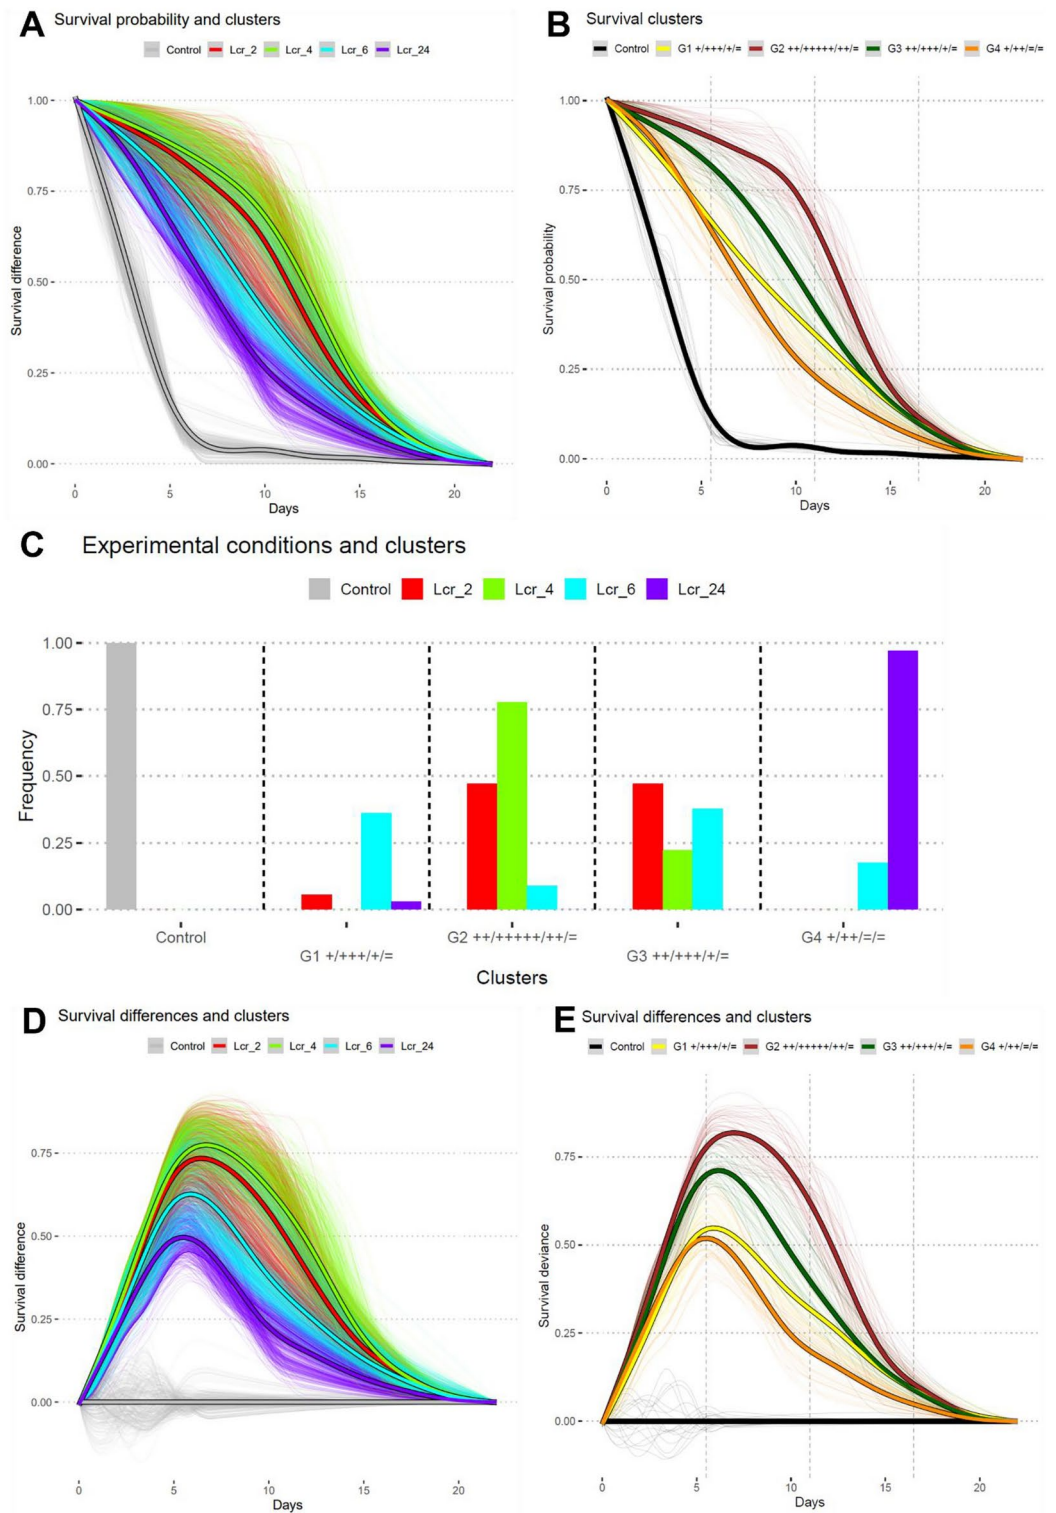 A Survival probability and clusters
Control Lcr_2 Lcr_4 Lcr_6 Lcr_24
1.00
0.75
0.50
0.25
0.00
Survival difference
0 5 10 15 20
Days
B Survival clusters
Control G1 +/+++/+/= G2 ++/+++++/++/= G3 ++/+++/+/= G4 +/++/=/=
1.00
0.75
0.50
0.25
0.00
Survival probability
0 5 10 15 20
Days
C Experimental conditions and clusters
Control Lcr_2 Lcr_4 Lcr_6 Lcr_24
1.00
0.75
0.50
0.25
0.00
Frequency
Control G2 ++/+++++/++/= G4 +/++/=/=
G1 +/+++/+/= G3 ++/+++/+/=
Clusters
D Survival differences and clusters
Control Lcr_2 Lcr_4 Lcr_6 Lcr_24
0.75
0.50
0.25
0.00
Survival difference
0 5 10 15 20
Days
E Survival differences and clusters
Control G1 +/+++/+/= G2 ++/+++++/++/= G3 ++/+++/+/= G4 +/++/=/=
0.75
0.50
0.25
0.00
Survival deviance
0 5 10 15 20
Days